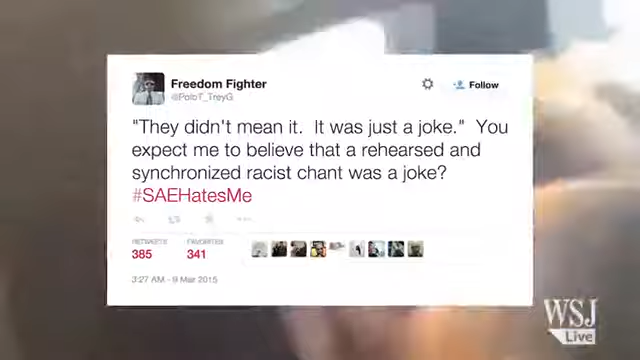 Freedom Fighter
@PoloT_TreyG
Follow
"They didn't mean it. It was just a joke." You
expect me to believe that a rehearsed and
synchronized racist chant was a joke?
#SAEHatesMe
RETWEETS FAVORITES
385 341
3:27 AM - 9 Mar 2015
WSJ
Live